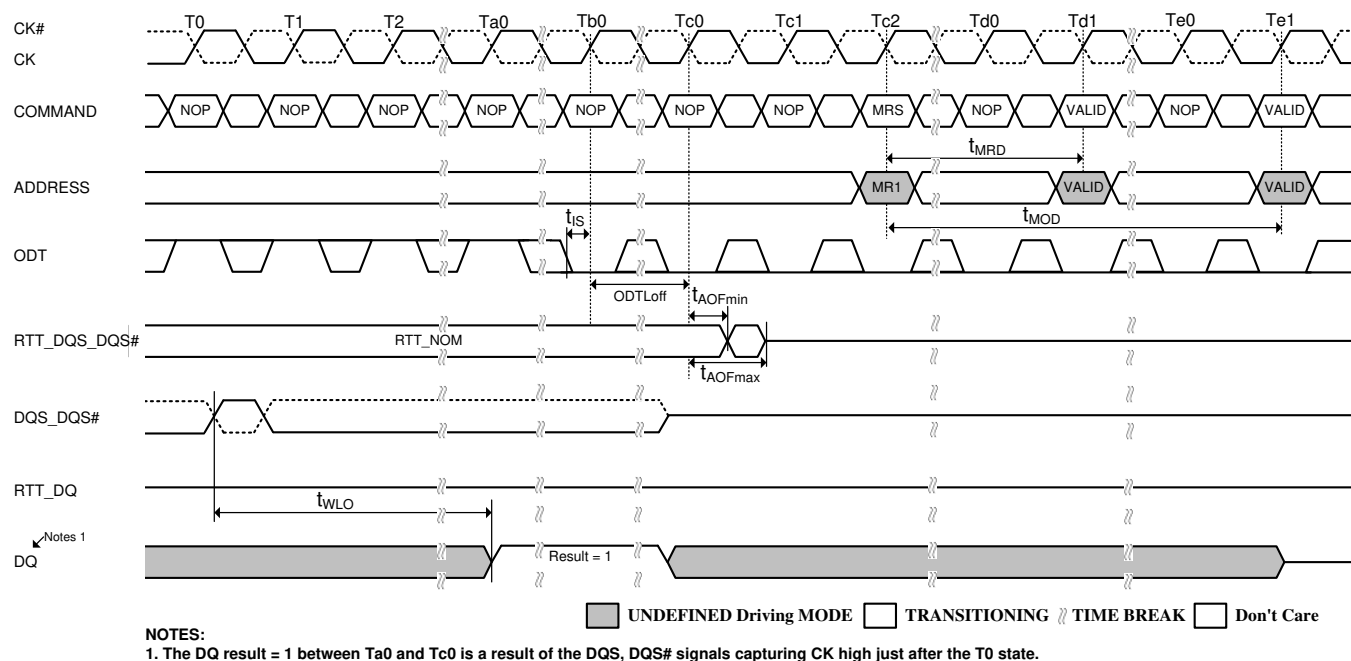 T0 T1 T2 Ta0 Tb0 Tc0 Tc1 Tc2 Td0 Td1 Te0 Te1
CK#
CK
COMMAND NOP NOP NOP NOP NOP NOP NOP MRS NOP VALID NOP VALID
tMRD
ADDRESS MR1 VALID VALID
tMOD
tIS
ODT
ODTLoff tAOFmin
RTT_DQS_DQS# RTT_NOM
tAOFmax
DQS_DQS#
RTT_DQ
tWLO
Notes 1
DQ Result = 1
UNDEFINED Driving MODE TRANSITIONING TIME BREAK Don't Care
NOTES:
1. The DQ result = 1 between Ta0 and Tc0 is a result of the DQS, DQS# signals capturing CK high just after the T0 state.